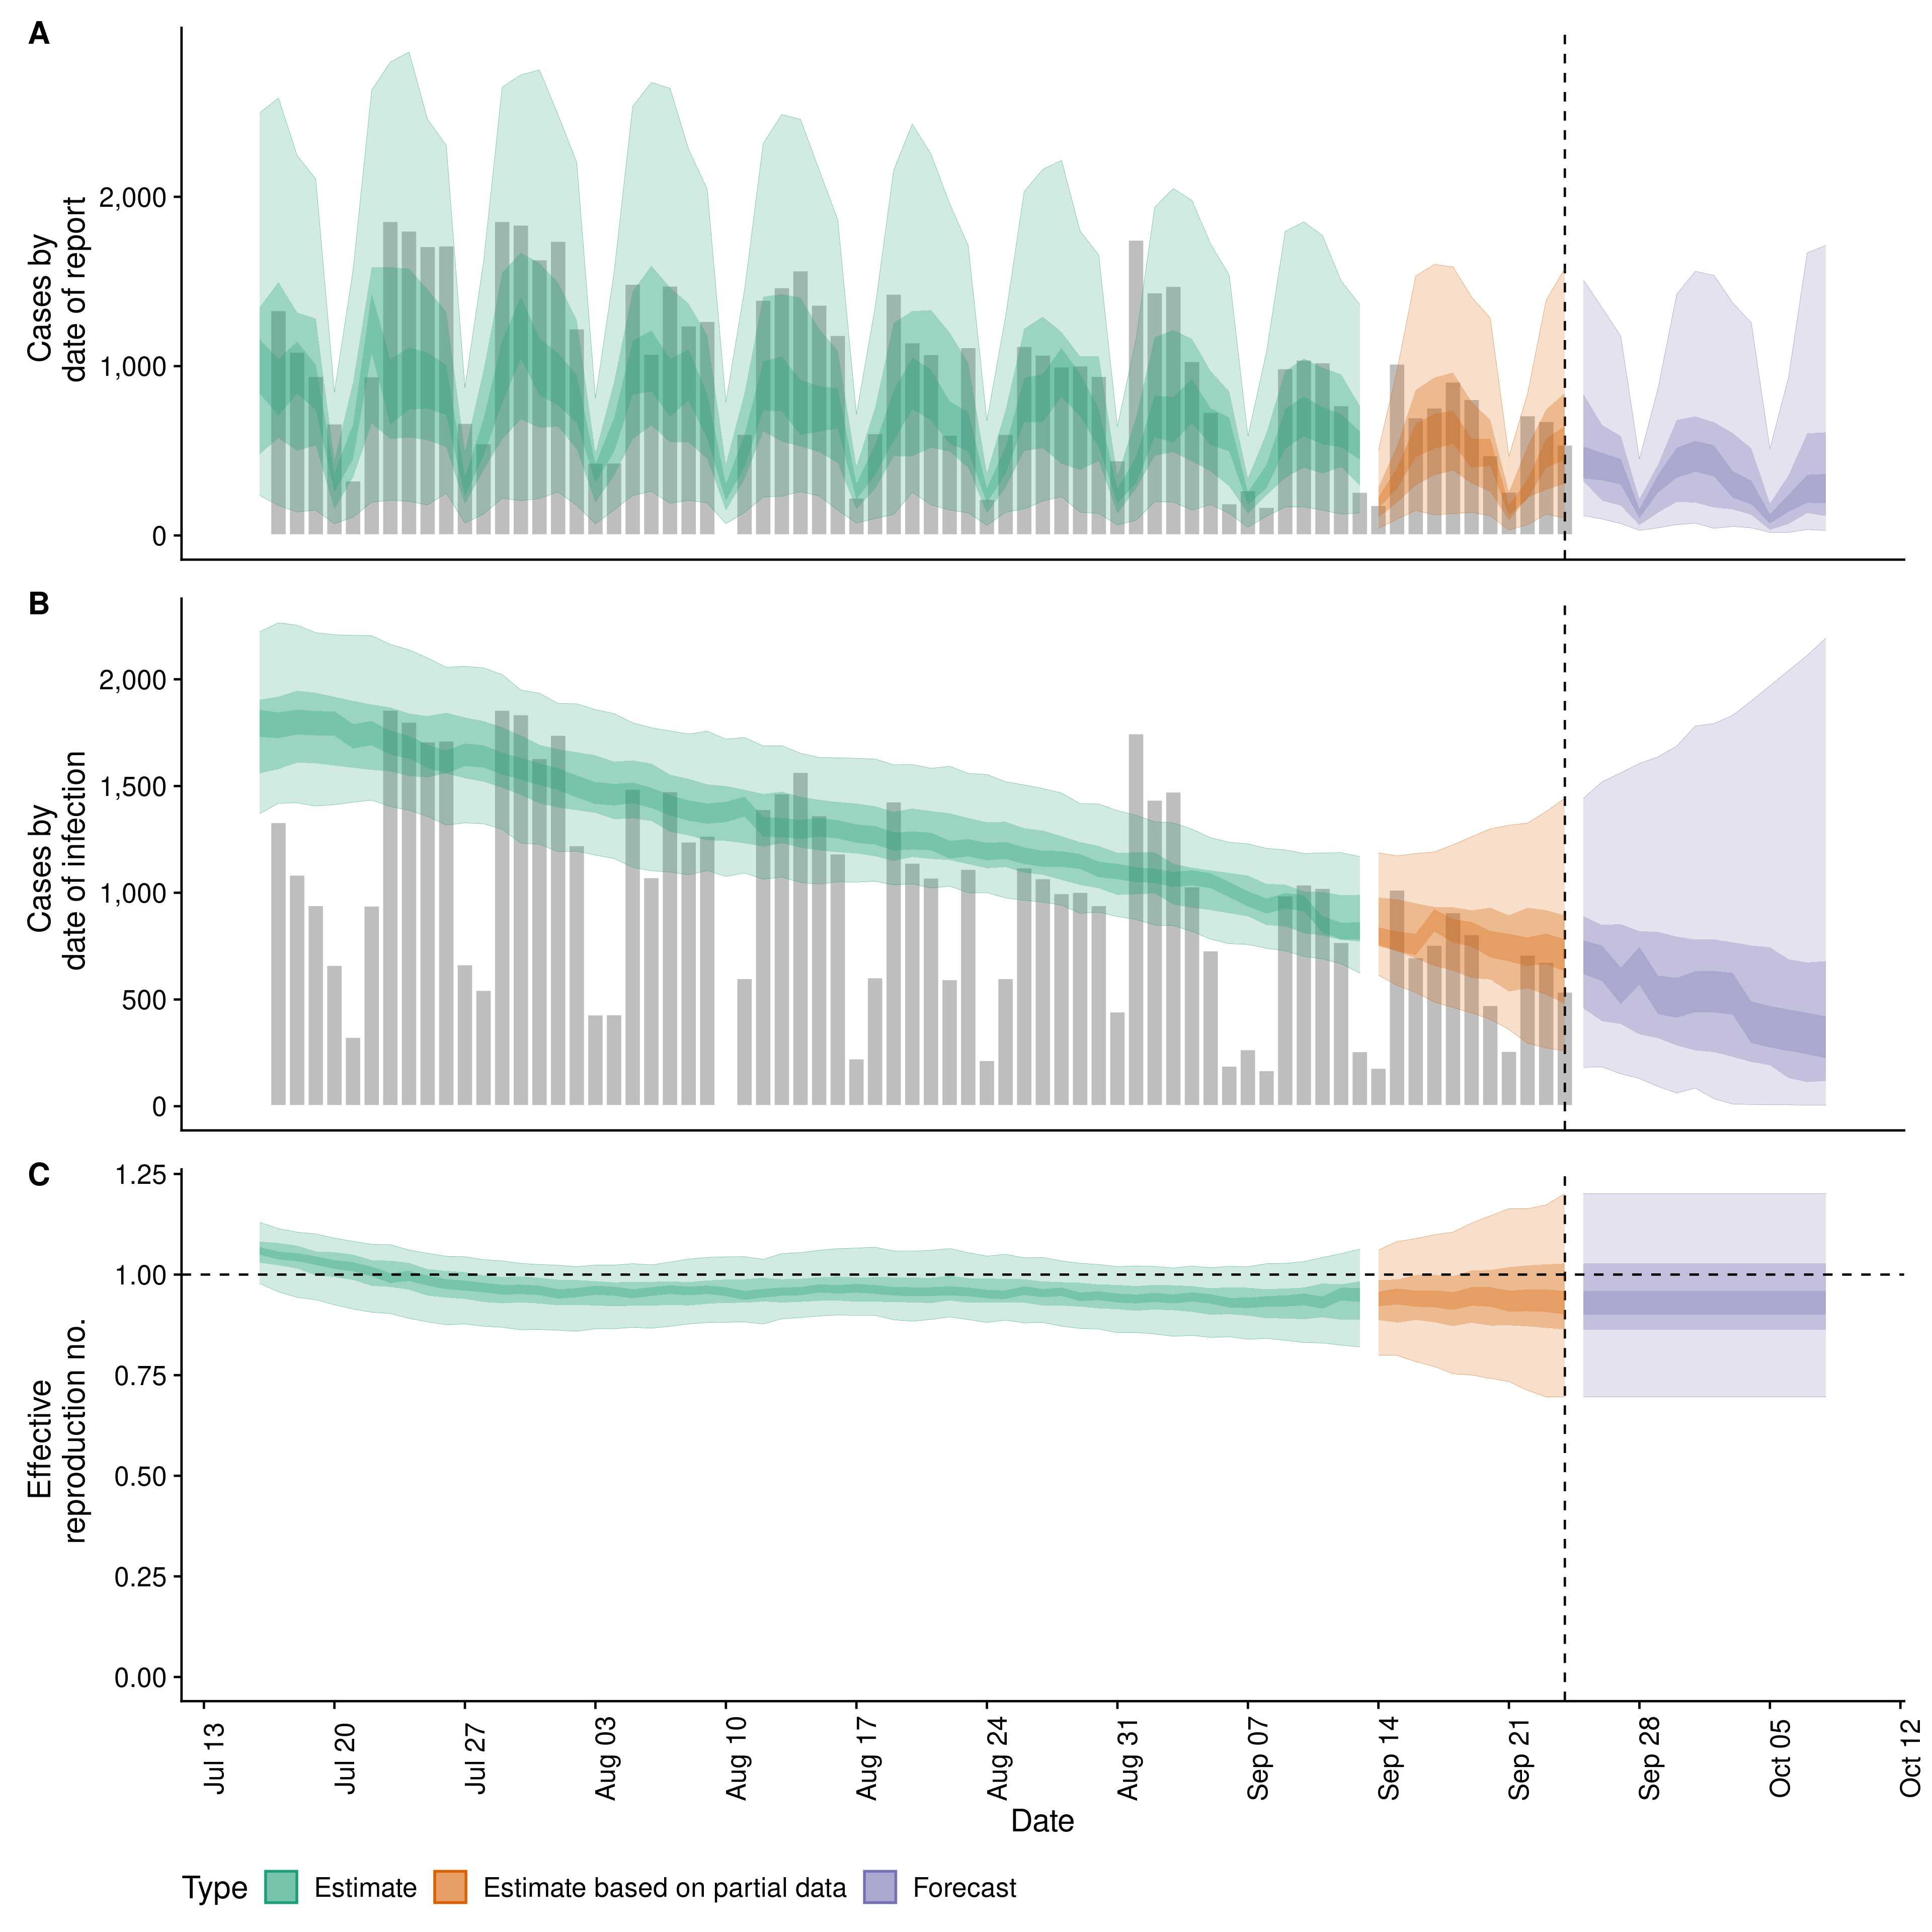 A
Cases by
date of report
2,000
1,000
0
B
Cases by
date of infection
2,000
1,500
1,000
500
0
C
Effective
reproduction no.
1.25
1.00
0.75
0.50
0.25
0.00
Jul 13
Jul 20
Jul 27
Aug 03
Aug 10
Aug 17
Aug 24
Aug 31
Sep 07
Sep 14
Sep 21
Sep 28
Oct 05
Oct 12
Date
Type
Estimate
Estimate based on partial data
Forecast